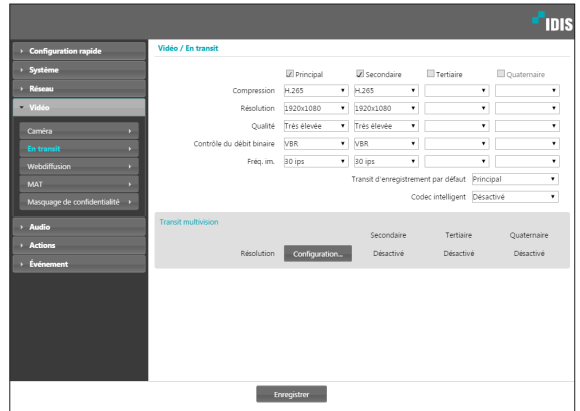 IDIS
Configuration rapide
Système
Réseau
Vidéo
Caméra
En transit
Webdiffusion
MAT
Masquage de confidentialité
Audio
Actions
Événement
Vidéo / En transit
Principal Secondaire Tertiaire Quaternaire
Compression H.265 H.265
Résolution 1920x1080 1920x1080
Qualité Très élevée Très élevée
Contrôle du débit binaire VBR VBR
Fréq. im. 30 ips 30 ips
Transit d'enregistrement par défaut Principal
Codec intelligent Désactivé
Transit multivision
Secondaire Tertiaire Quaternaire
Résolution Configuration... Désactivé Désactivé Désactivé
Enregistrer